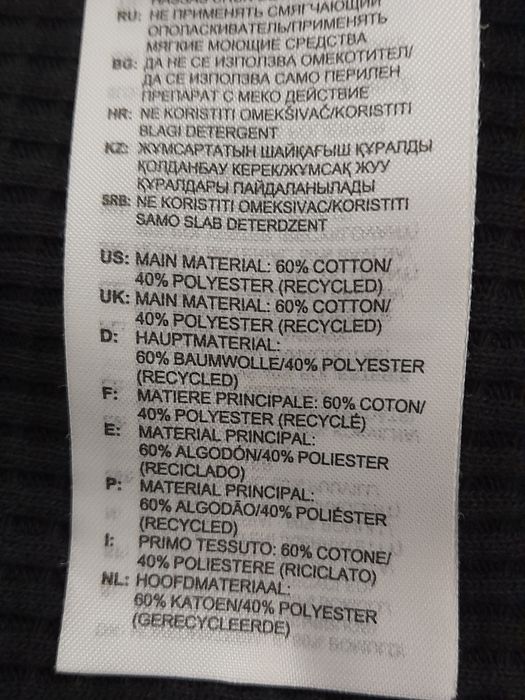 RU: НЕ ПРИМЕНЯТЬ СМЯГЧАЮЩИЙ
ОПОЛАСКИВАТЕЛЬ/ПРИМЕНЯТЬ
МЯГКИЕ МОЮЩИЕ СРЕДСТВА
BG: ДА НЕ СЕ ИЗПОЛЗВА ОМЕКОТИТЕЛ/
ДА СЕ ИЗПОЛЗВА САМО ПЕРИЛЕН
ПРЕПАРАТ С МЕКО ДЕЙСТВИЕ
HR: NE KORISTITI OMEKŠIVAČ/KORISTITI
BLAGI DETERGENT
KZ: ЖҰМСАРТАТЫН ШАЙҚАҒЫШ ҚҰРАЛДЫ
ҚОЛДАНБАУ КЕРЕК/ЖҰМСАҚ ЖУУ
ҚҰРАЛДАРЫ ПАЙДАЛАНЫЛАДЫ
SRB: NE KORISTITI OMEKSIVAC/KORISTITI
SAMO SLAB DETERDZENT
US: MAIN MATERIAL: 60% COTTON/
40% POLYESTER (RECYCLED)
UK: MAIN MATERIAL: 60% COTTON/
40% POLYESTER (RECYCLED)
D: HAUPTMATERIAL:
60% BAUMWOLLE/40% POLYESTER
(RECYCLED)
F: MATIERE PRINCIPALE: 60% COTON/
40% POLYESTER (RECYCLÉ)
E: MATERIAL PRINCIPAL:
60% ALGODÓN/40% POLIESTER
(RECICLADO)
P: MATERIAL PRINCIPAL:
60% ALGODÃO/40% POLIÉSTER
(RECYCLED)
I: PRIMO TESSUTO: 60% COTONE/
40% POLIESTERE (RICICLATO)
NL: HOOFDMATERIAAL:
60% KATOEN/40% POLYESTER
(GERECYCLEERDE)